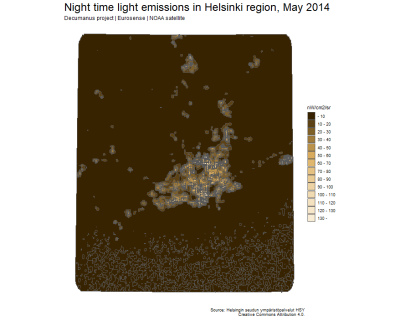 Night time light emissions in Helsinki region, May 2014
Decumanus project | Eurosense | NOAA satellite
nW/cm2/sr
- 10
10 - 20
20 - 30
30 - 40
40 - 50
50 - 60
60 - 70
70 - 80
80 - 90
90 - 100
100 - 110
110 - 120
120 - 130
130 -
Source: Helsingin seudun ympäristöpalvelut HSY
Creative Commons Attribution 4.0.